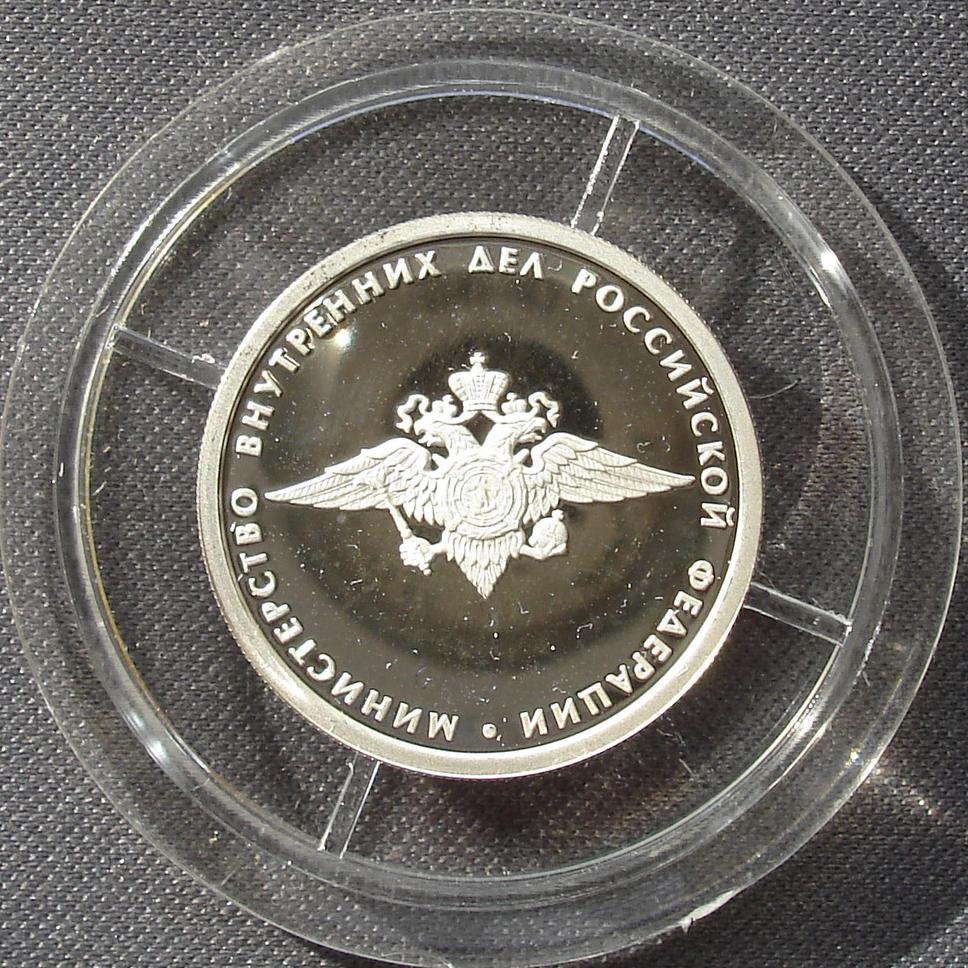 МИНИСТЕРСТВО ВНУТРЕННИХ ДЕЛ РОССИЙСКОЙ ФЕДЕРАЦИИ •